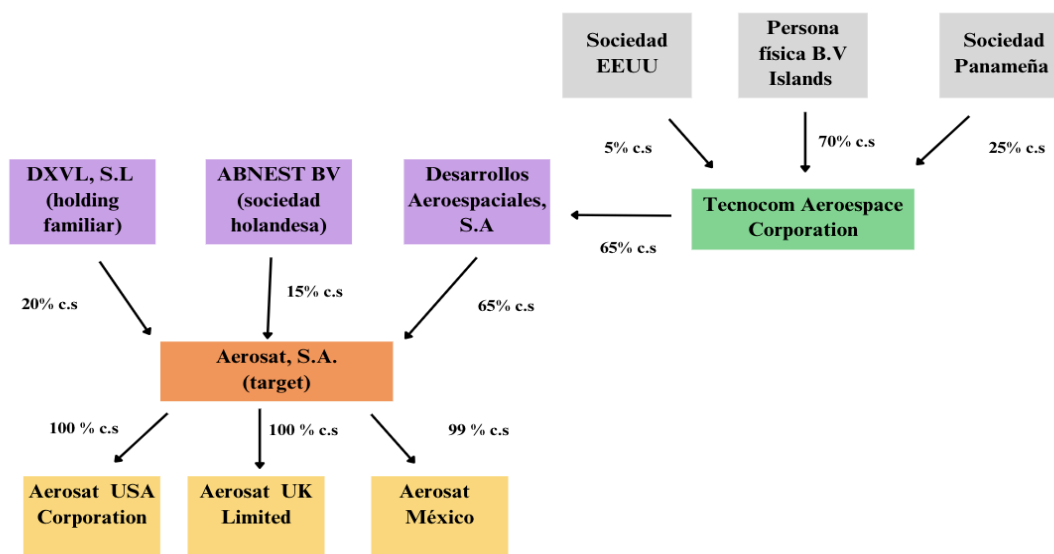 Sociedad
EEUU
Persona
física B.V
Islands
Sociedad
Panameña
5% c.s
70% c.s
25% c.s
DXVL, S.L
(holding
familiar)
ABNEST BV
(sociedad
holandesa)
Desarrollos
Aeroespaciales,
S.A
Tecnocom Aeroespace
Corporation
65% c.s
20% c.s
15% c.s
65% c.s
Aerosat, S.A.
(target)
100 % c.s
100 % c.s
99 % c.s
Aerosat USA
Corporation
Aerosat UK
Limited
Aerosat
México